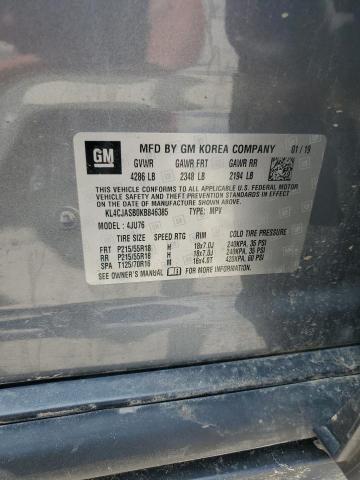 GM
MFD BY GM KOREA COMPANY 01/19
GVWR GAWR FRT GAWR RR
4286 LB 2348 LB 2194 LB
THIS VEHICLE CONFORMS TO ALL APPLICABLE U.S. FEDERAL MOTOR
VEHICLE SAFETY, BUMPER, AND THEFT PREVENTION STANDARDS
IN EFFECT ON THE DATE OF MANUFACTURE SHOWN ABOVE.
KL4CJASB0KB846385 TYPE: MPV
MODEL: 4JU76
TIRE SIZE SPEED RTG RIM COLD TIRE PRESSURE
FRT P215/55R18 H 18x7.0J 240KPA, 35 PSI
RR P215/55R18 H 18x7.0J 240KPA, 35 PSI
SPA T125/70R16 M 16x4.0T 420KPA, 60 PSI
SEE OWNER'S MANUAL FOR ADDITIONAL INFORMATION.